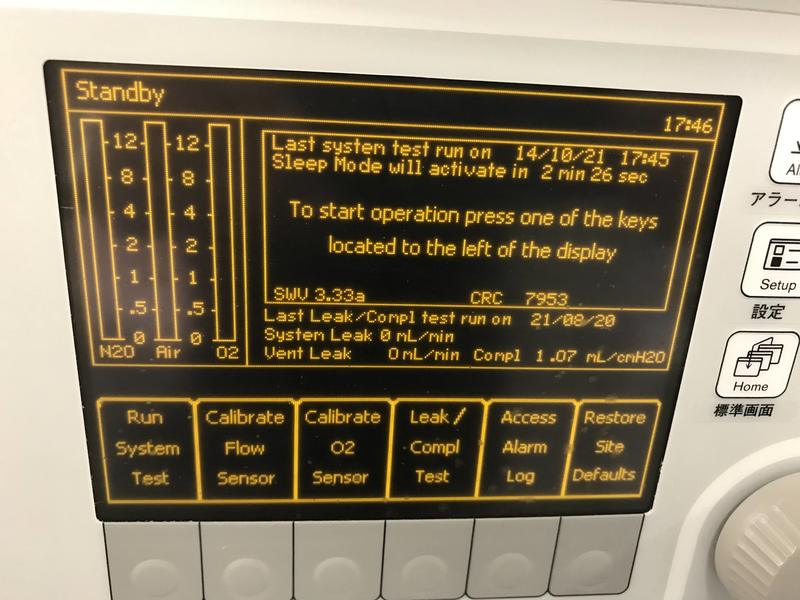 Standby
17:46
12 12
8 8
4 4
2 2
1 1
.5 .5
0 0
N2O Air O2
Last system test run on 14/10/21 17:45
Sleep Mode will activate in 2 min 26 sec
To start operation press one of the keys
located to the left of the display
SWV 3.33a CRC 7953
Last Leak/Compl test run on 21/08/20
System Leak 0 mL/min
Vent Leak 0 mL/min Compl 1.07 mL/cmH2O
Run
System
Test
Calibrate
Flow
Sensor
Calibrate
O2
Sensor
Leak /
Compl
Test
Access
Alarm
Log
Restore
Site
Defaults
アラー
Setup
設定
Home
標準画面